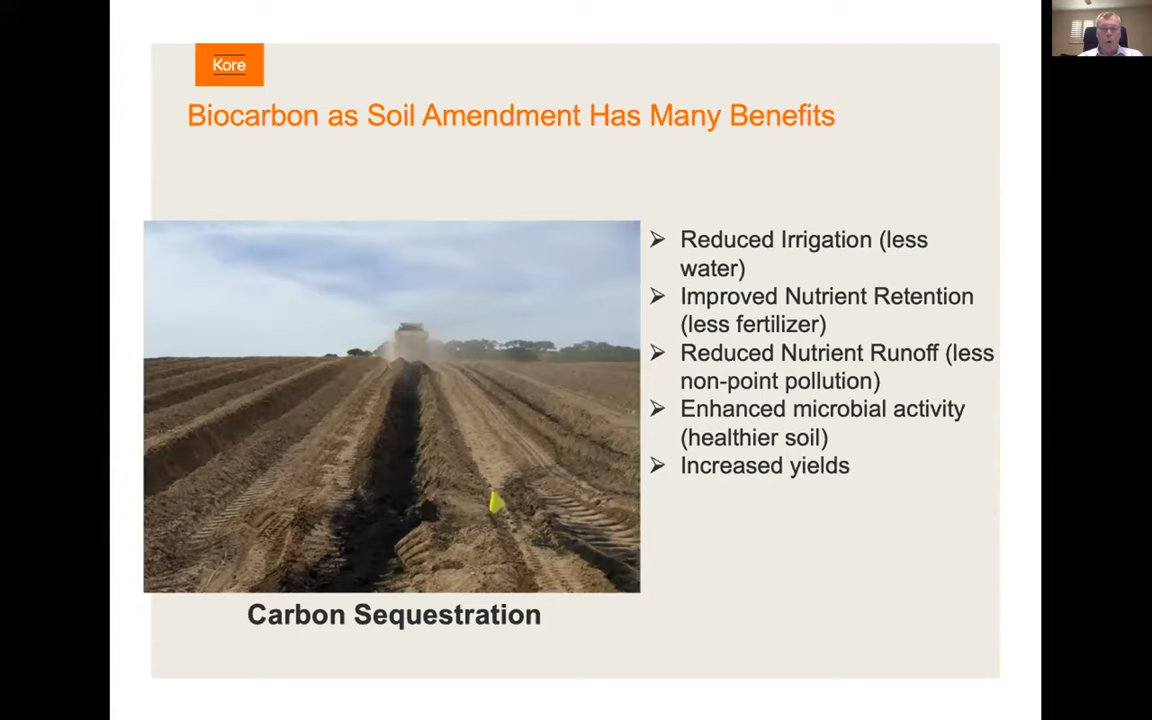 Kore
Biocarbon as Soil Amendment Has Many Benefits
➢ Reduced Irrigation (less
water)
➢ Improved Nutrient Retention
(less fertilizer)
➢ Reduced Nutrient Runoff (less
non-point pollution)
➢ Enhanced microbial activity
(healthier soil)
➢ Increased yields
Carbon Sequestration